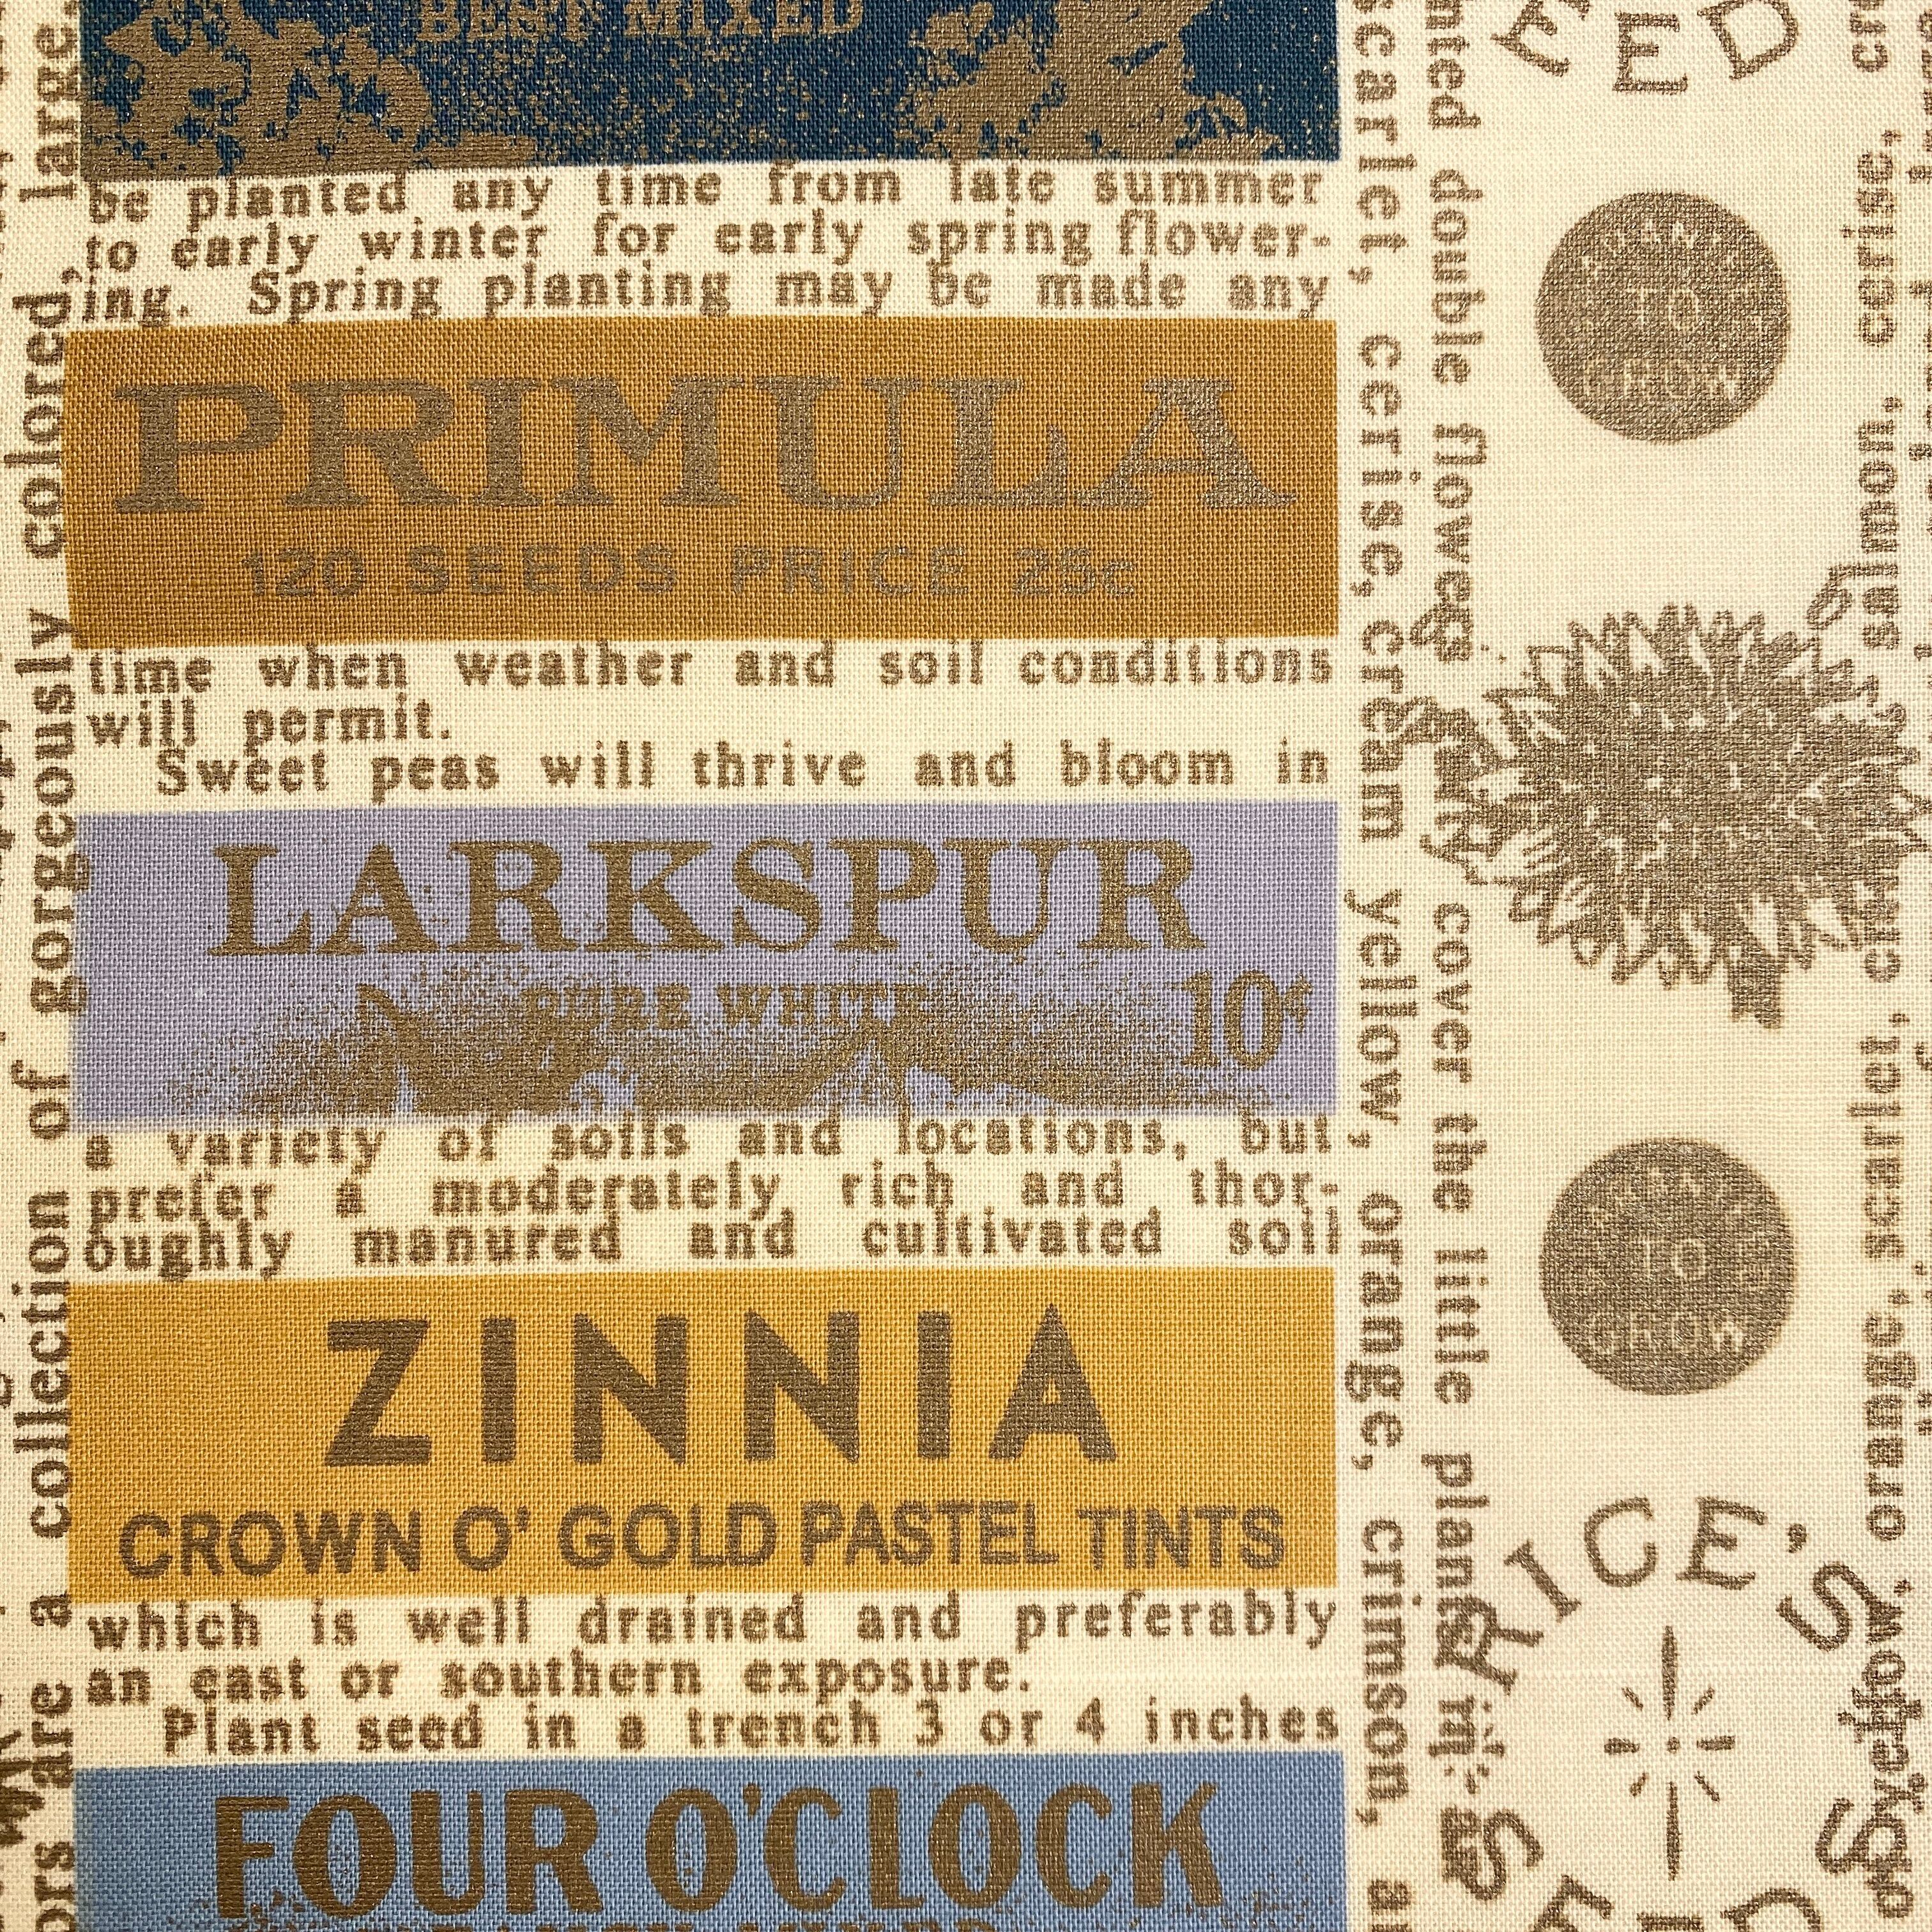 BEST MIXED
be planted any time from late summer
to early winter for early spring flower-
ing. Spring planting may be made any
PRIMULA
120 SEEDS PRICE 25c
time when weather and soil conditions
will permit.
Sweet peas will thrive and bloom in
LARKSPUR
PURE WHITE
10¢
a variety of soils and locations, but
prefer a moderately rich and thor-
oughly manured and cultivated soil
ZINNIA
CROWN O' GOLD PASTEL TINTS
which is well drained and preferably
an east or southern exposure.
Plant seed in a trench 3 or 4 inches
FOUR O'CLOCK
are a collection of gorgeously colored, large,
scarlet, cerise, cream yellow, orange, crimson,
double flowers cover the little plants
EED
TO
GROW
TO
GROW
RICE'S
SEEDS
cerise, salmon, cream, scarlet, orange, yellow,